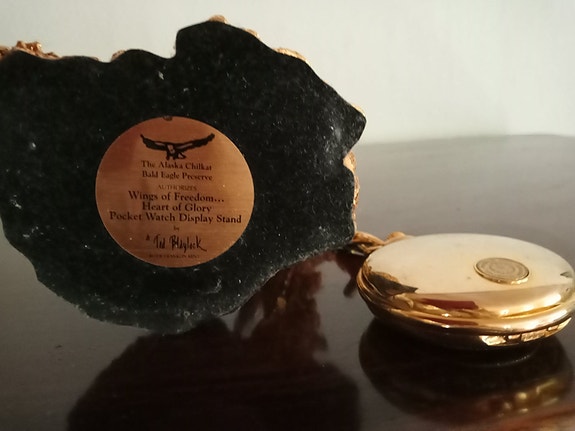 The Alaska Chilkat
Bald Eagle Preserve
AUTHORIZES
Wings of Freedom...
Heart of Glory
Pocket Watch Display Stand
by
Ted Blaylock